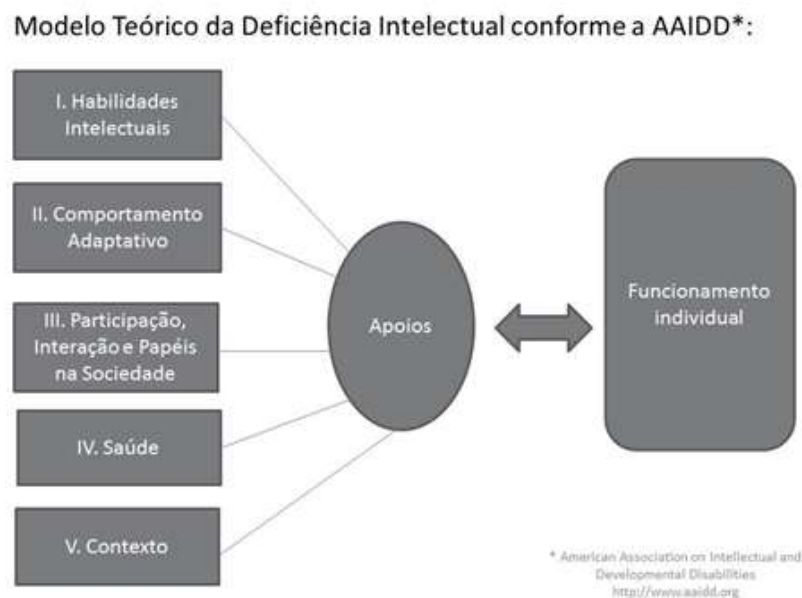 Modelo Teórico da Deficiência Intelectual conforme a AAIDD*:
I. Habilidades
Intelectuais
II. Comportamento
Adaptativo
III. Participação,
Interação e Papéis
na Sociedade
IV. Saúde
V. Contexto
Apoios
Funcionamento
individual
* American Association on Intellectual and
Developmental Disabilities
http://www.aaidd.org